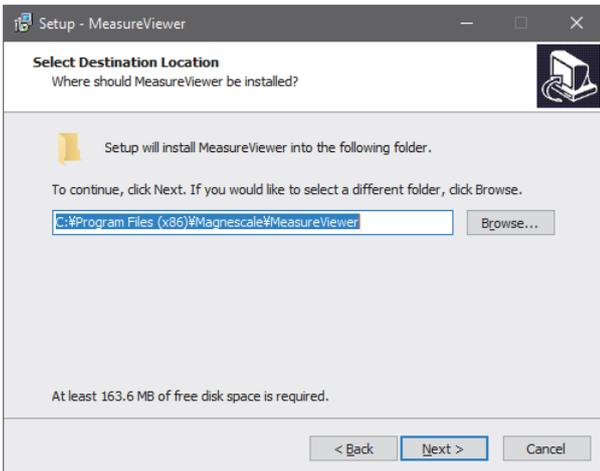 Setup - MeasureViewer
Select Destination Location
Where should MeasureViewer be installed?
Setup will install MeasureViewer into the following folder.
To continue, click Next. If you would like to select a different folder, click Browse.
C:¥Program Files (x86)¥Magnescale¥MeasureViewer
Browse...
At least 163.6 MB of free disk space is required.
< Back
Next >
Cancel